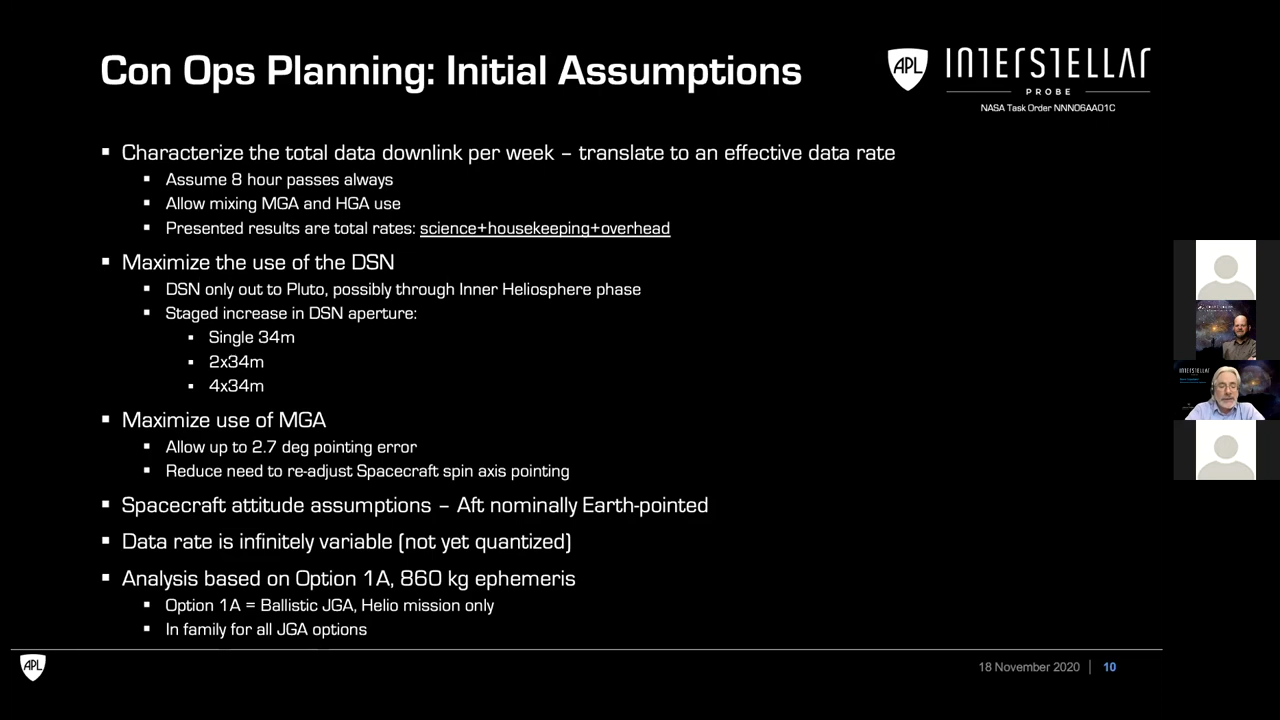 Con Ops Planning: Initial Assumptions
APL INTERSTELLAR
PROBE
NASA Task Order NNN06AA01C
▪ Characterize the total data downlink per week – translate to an effective data rate
▪ Assume 8 hour passes always
▪ Allow mixing MGA and HGA use
▪ Presented results are total rates: science+housekeeping+overhead
▪ Maximize the use of the DSN
▪ DSN only out to Pluto, possibly through Inner Heliosphere phase
▪ Staged increase in DSN aperture:
▪ Single 34m
▪ 2x34m
▪ 4x34m
▪ Maximize use of MGA
▪ Allow up to 2.7 deg pointing error
▪ Reduce need to re-adjust Spacecraft spin axis pointing
▪ Spacecraft attitude assumptions – Aft nominally Earth-pointed
▪ Data rate is infinitely variable (not yet quantized)
▪ Analysis based on Option 1A, 860 kg ephemeris
▪ Option 1A = Ballistic JGA, Helio mission only
▪ In family for all JGA options
APL
18 November 2020 | 10
INTERSTELLAR